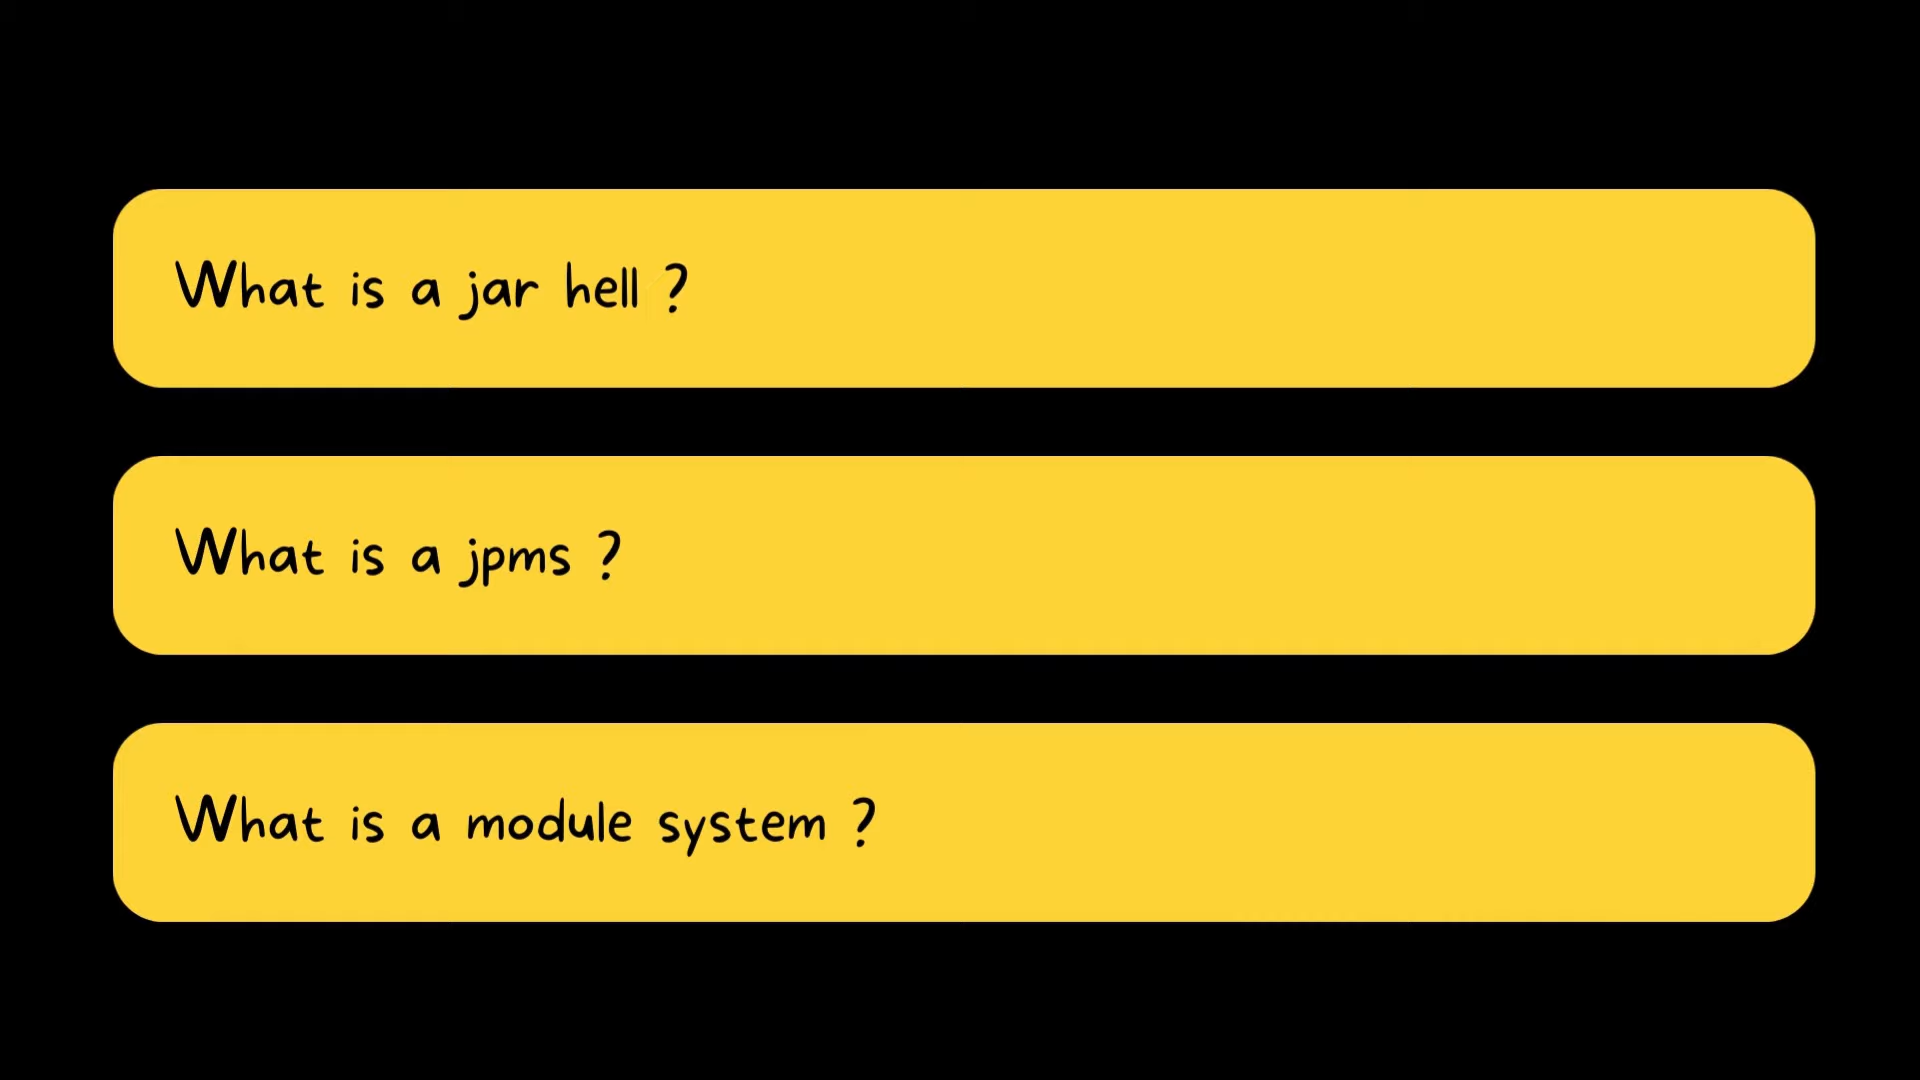 What is a jar hell ?
What is a jpms ?
What is a module system ?